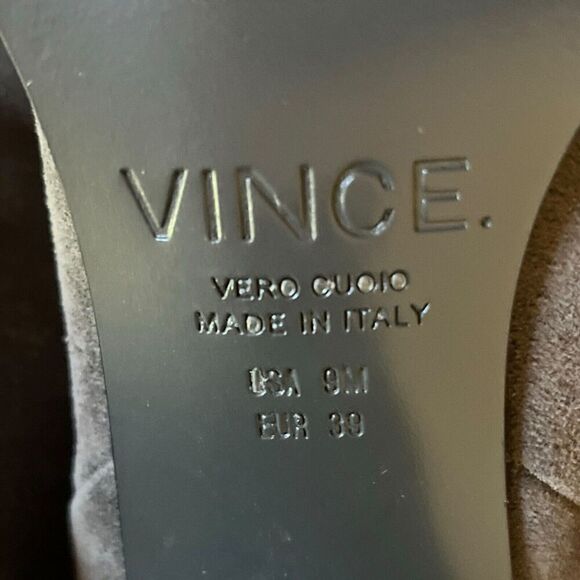 VINCE.
VERO CUOIO
MADE IN ITALY
USA 9M
EUR 39